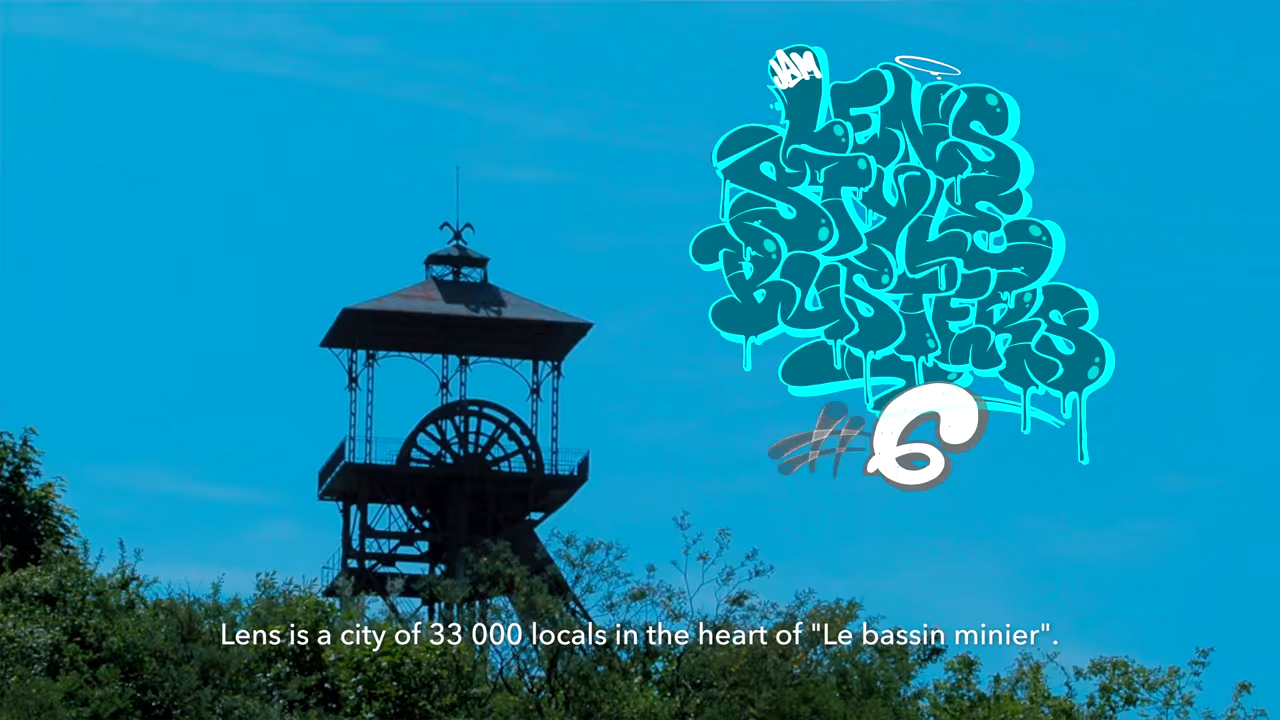 JAM
LENS
STYLE
BUSTERS
#6
Lens is a city of 33 000 locals in the heart of "Le bassin minier".